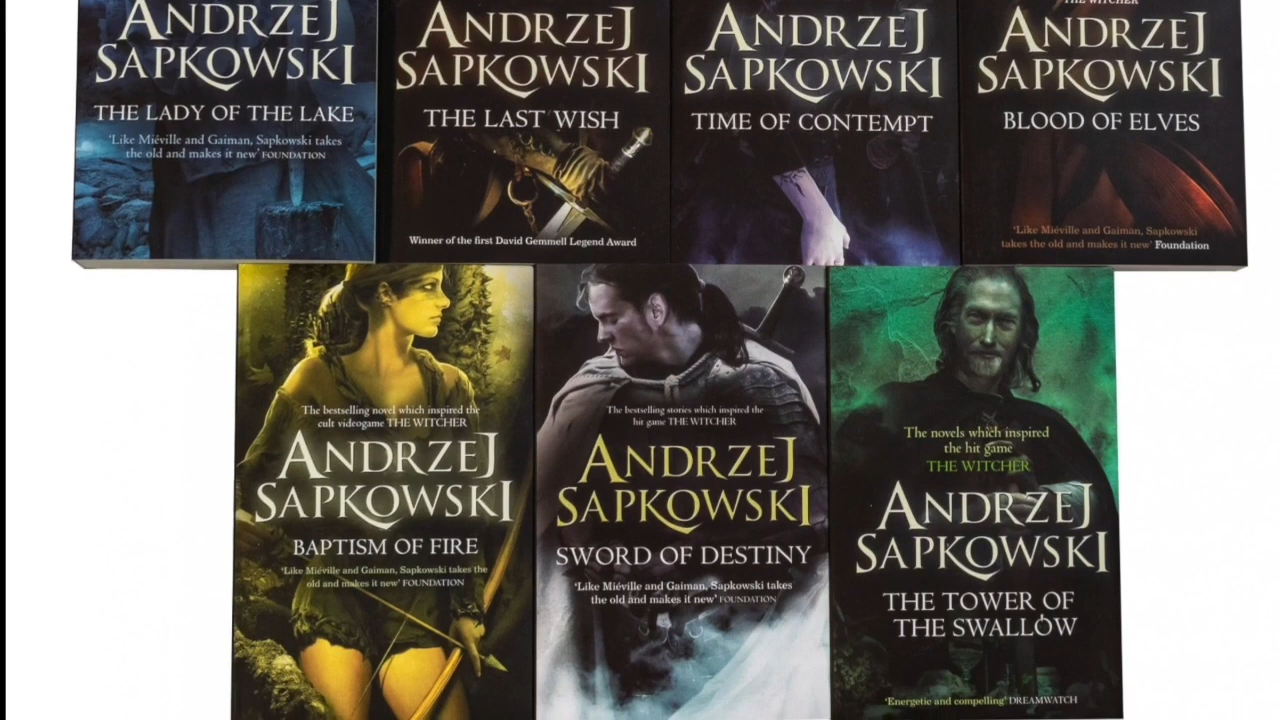 ANDRZEJ
SAPKOWSKI
THE LADY OF THE LAKE
'Like Miéville and Gaiman, Sapkowski takes
the old and makes it new' FOUNDATION
ANDRZEJ
SAPKOWSKI
THE LAST WISH
Winner of the first David Gemmell Legend Award
ANDRZEJ
SAPKOWSKI
TIME OF CONTEMPT
THE WITCHER
ANDRZEJ
SAPKOWSKI
BLOOD OF ELVES
'Like Miéville and Gaiman, Sapkowski
takes the old and makes it new' Foundation
The bestselling novel which inspired the
cult videogame THE WITCHER
ANDRZEJ
SAPKOWSKI
BAPTISM OF FIRE
'Like Miéville and Gaiman, Sapkowski takes the
old and makes it new' FOUNDATION
The bestselling stories which inspired the
hit game THE WITCHER
ANDRZEJ
SAPKOWSKI
SWORD OF DESTINY
'Like Miéville and Gaiman, Sapkowski takes
the old and makes it new' FOUNDATION
The novels which inspired
the hit game
THE WITCHER
ANDRZEJ
SAPKOWSKI
THE TOWER OF
THE SWALLOW
'Energetic and compelling' DREAMWATCH